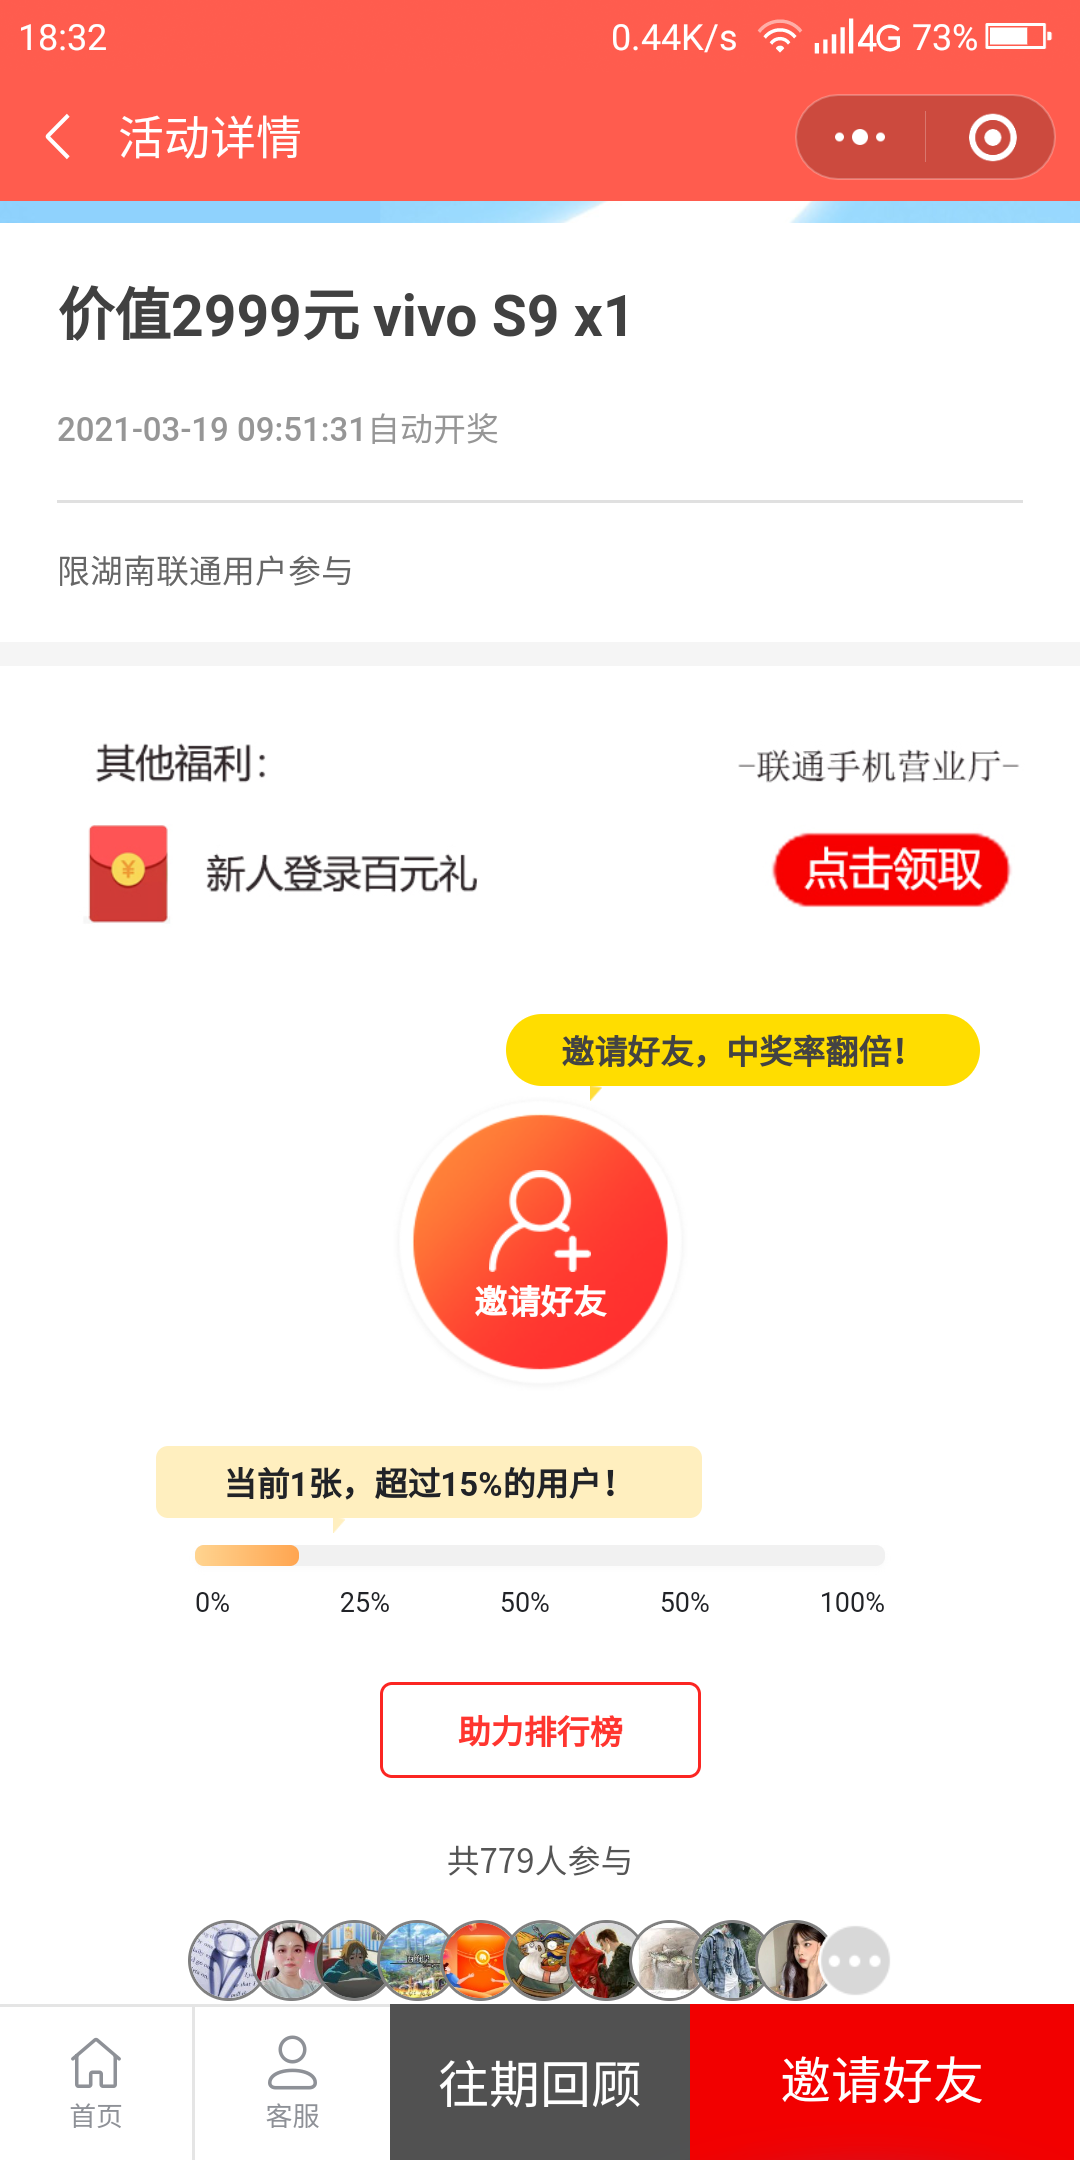 18:32
0.44K/s
4G 73%
活动详情
价值2999元 vivo S9 x1
2021-03-19 09:51:31自动开奖
限湖南联通用户参与
其他福利：
-联通手机营业厅-
新人登录百元礼
点击领取
邀请好友，中奖率翻倍！
邀请好友
当前1张，超过15%的用户！
0% 25% 50% 50% 100%
助力排行榜
共779人参与
首页
客服
往期回顾
邀请好友